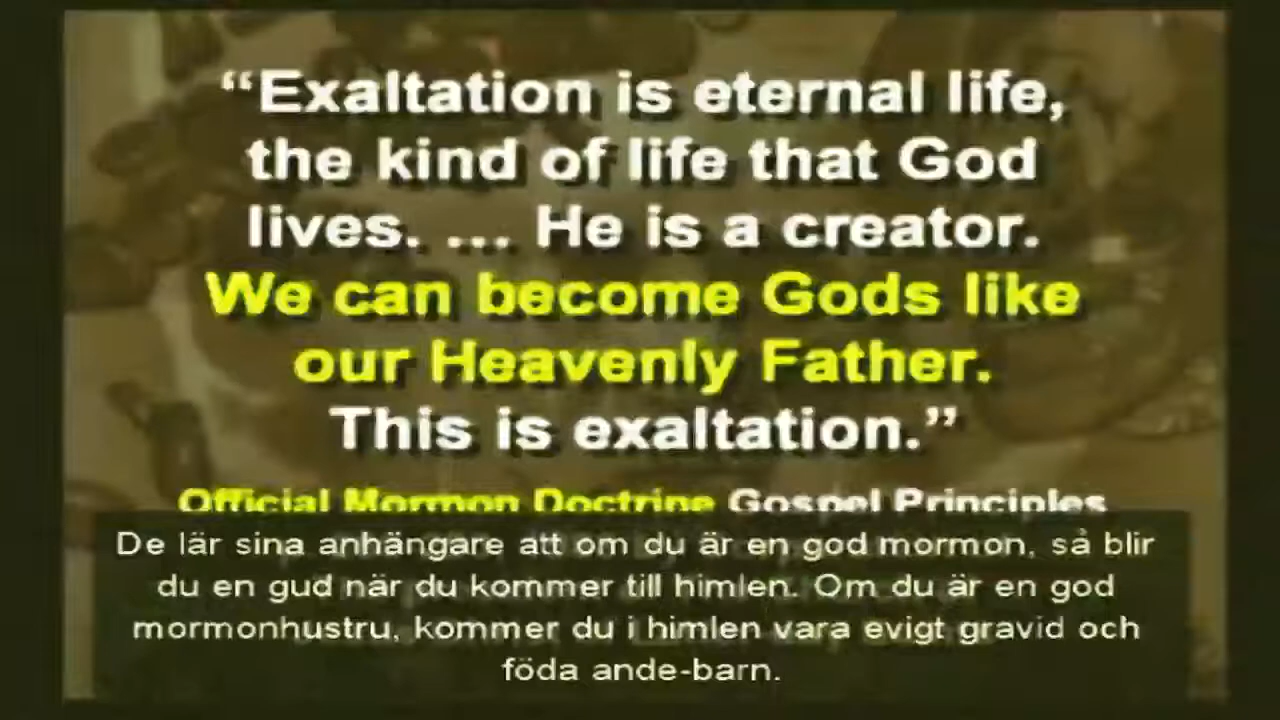 “Exaltation is eternal life,
the kind of life that God
lives. ... He is a creator.
We can become Gods like
our Heavenly Father.
This is exaltation.”
Official Mormon Doctrine Gospel Principles
De lär sina anhängare att om du är en god mormon, så blir
du en gud när du kommer till himlen. Om du är en god
mormonhustru, kommer du i himlen vara evigt gravid och
föda ande-barn.